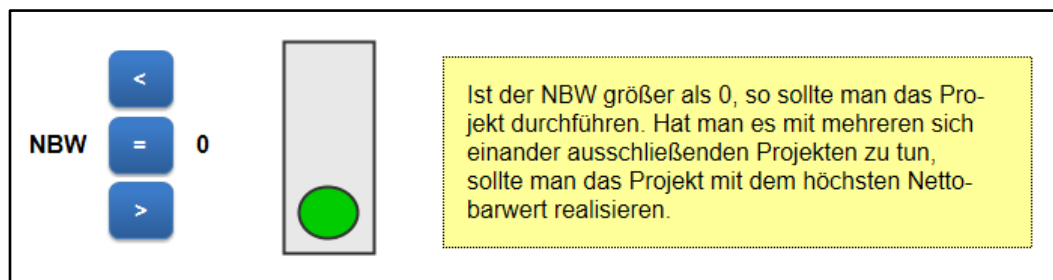 <
NBW = 0
>
Ist der NBW größer als 0, so sollte man das Pro-
jekt durchführen. Hat man es mit mehreren sich
einander ausschließenden Projekten zu tun,
sollte man das Projekt mit dem höchsten Netto-
barwert realisieren.